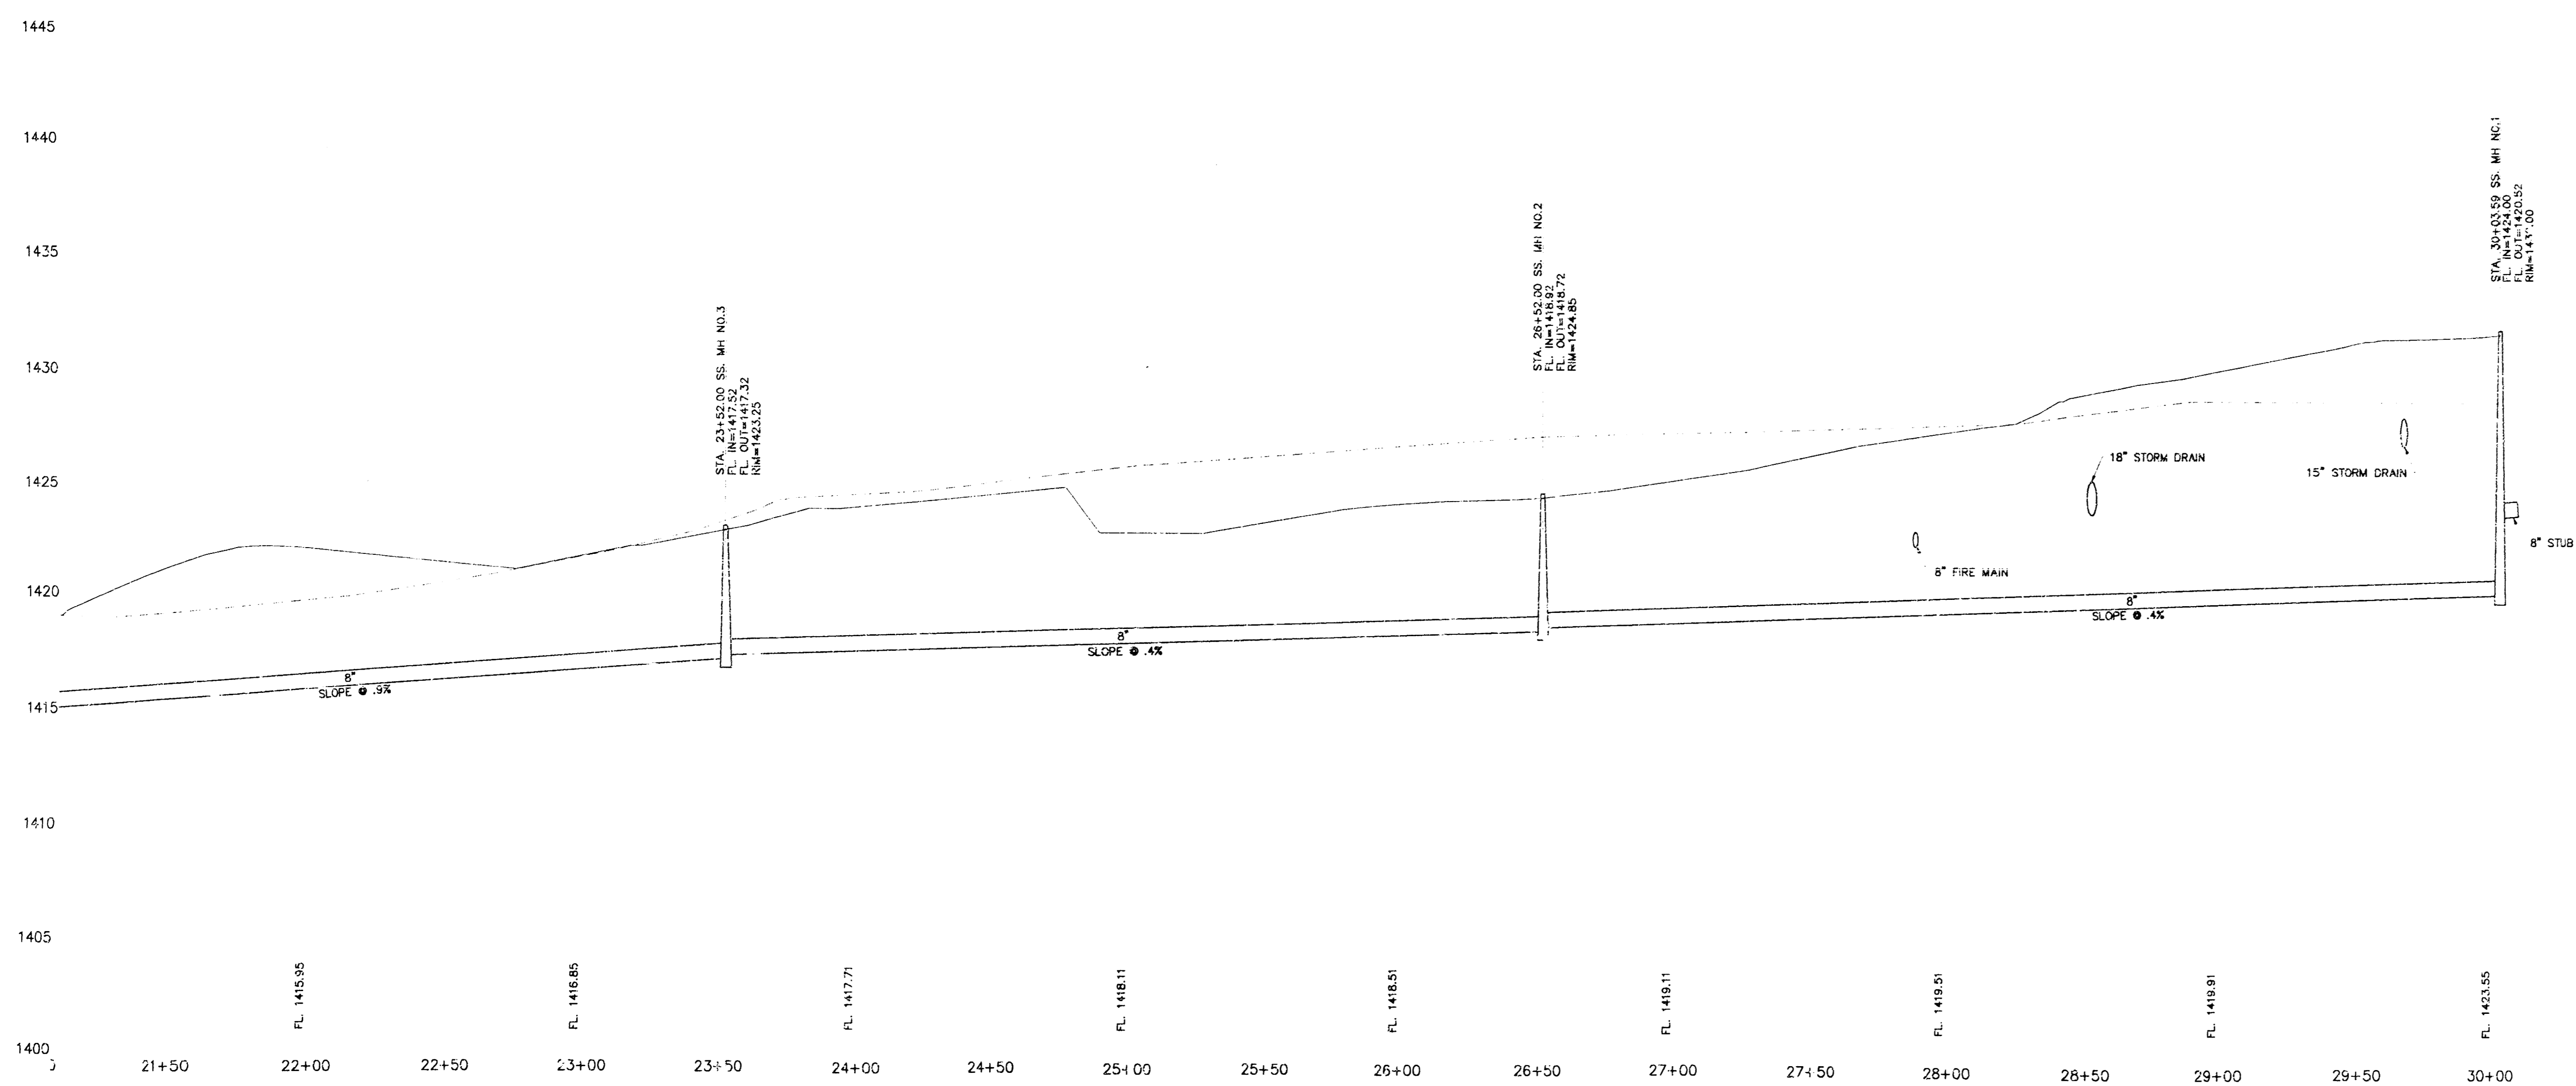 1445
1440
1435
1430
1425
1420
1415
1410
1405
1400
STA. 23+52.00 SS. MH NO.3
FL. IN=1417.52
FL. OUT=1417.32
RIM=1423.25
STA. 26+52.00 SS. MH NO.2
FL. IN=1418.92
FL. OUT=1418.72
RIM=1424.85
STA. 30+03.59 SS. MH NO.1
FL. IN=1424.00
FL. OUT=1420.52
18" STORM DRAIN
15" STORM DRAIN
8" STUB
8" FIRE MAIN
8"
SLOPE @ .9%
8"
SLOPE @ .4%
8"
SLOPE @ .4%
FL. 1415.95
FL. 1416.85
FL. 1417.71
FL. 1418.11
FL. 1418.51
FL. 1419.11
FL. 1419.51
FL. 1419.91
FL. 1423.55
21+50
22+00
22+50
23+00
23+50
24+00
24+50
25+00
25+50
26+00
26+50
27+00
27+50
28+00
28+50
29+00
29+50
30+00